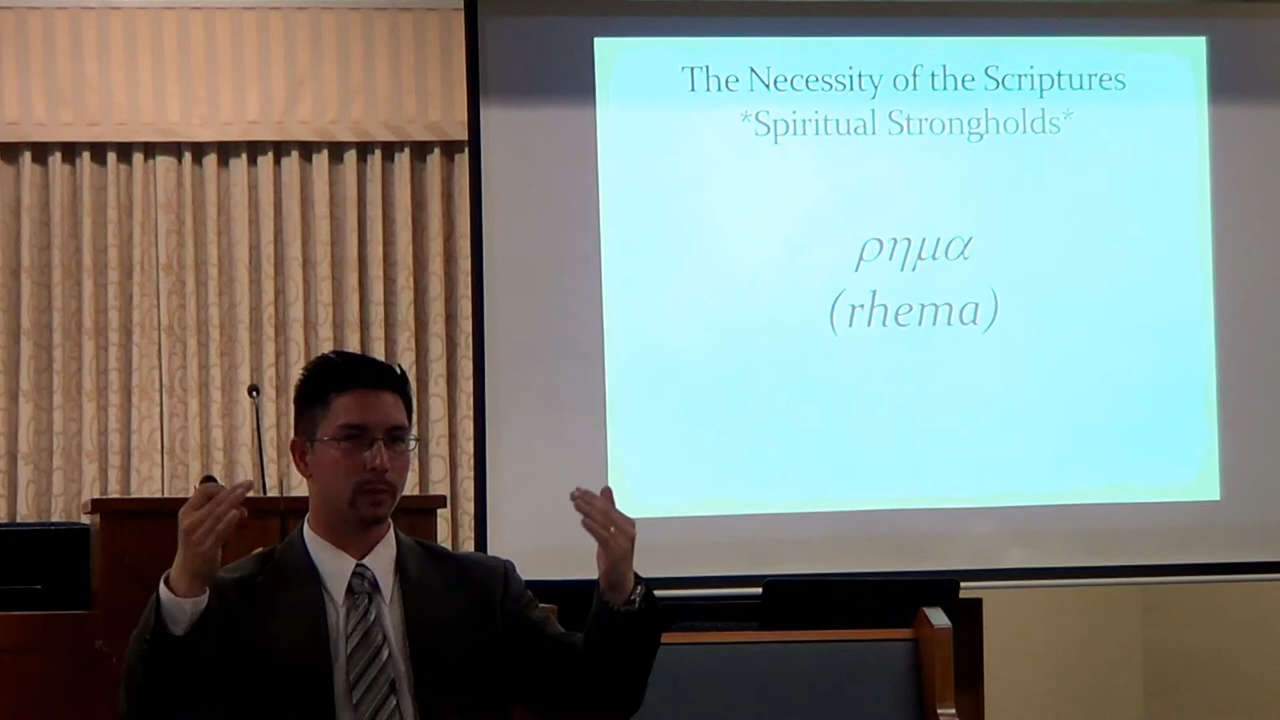 The Necessity of the Scriptures
*Spiritual Strongholds*
ρημα
(rhema)